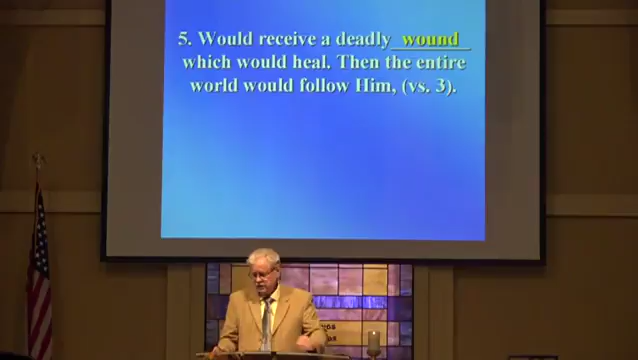 5. Would receive a deadly wound
which would heal. Then the entire
world would follow Him, (vs. 3).